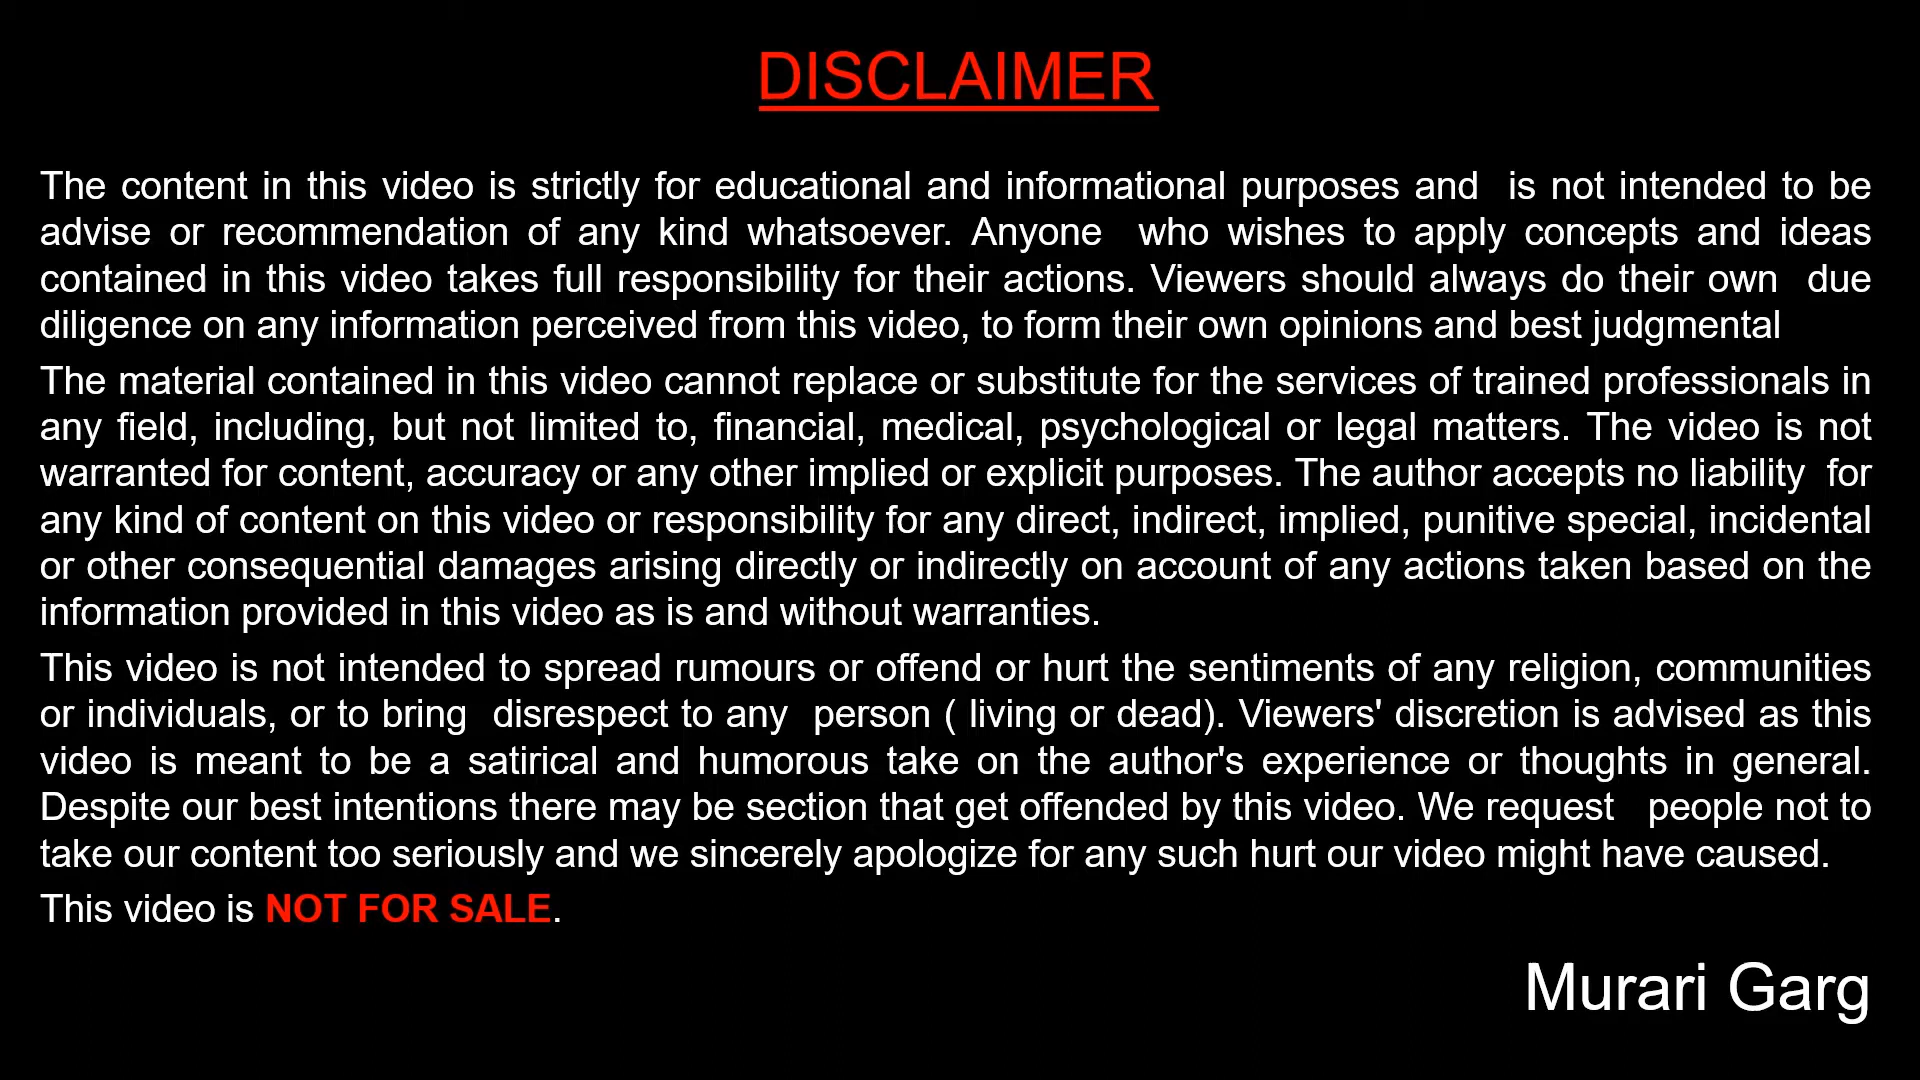 DISCLAIMER
The content in this video is strictly for educational and informational purposes and is not intended to be
advise or recommendation of any kind whatsoever. Anyone who wishes to apply concepts and ideas
contained in this video takes full responsibility for their actions. Viewers should always do their own due
diligence on any information perceived from this video, to form their own opinions and best judgmental
The material contained in this video cannot replace or substitute for the services of trained professionals in
any field, including, but not limited to, financial, medical, psychological or legal matters. The video is not
warranted for content, accuracy or any other implied or explicit purposes. The author accepts no liability for
any kind of content on this video or responsibility for any direct, indirect, implied, punitive special, incidental
or other consequential damages arising directly or indirectly on account of any actions taken based on the
information provided in this video as is and without warranties.
This video is not intended to spread rumours or offend or hurt the sentiments of any religion, communities
or individuals, or to bring disrespect to any person ( living or dead). Viewers' discretion is advised as this
video is meant to be a satirical and humorous take on the author's experience or thoughts in general.
Despite our best intentions there may be section that get offended by this video. We request people not to
take our content too seriously and we sincerely apologize for any such hurt our video might have caused.
This video is NOT FOR SALE.
Murari Garg